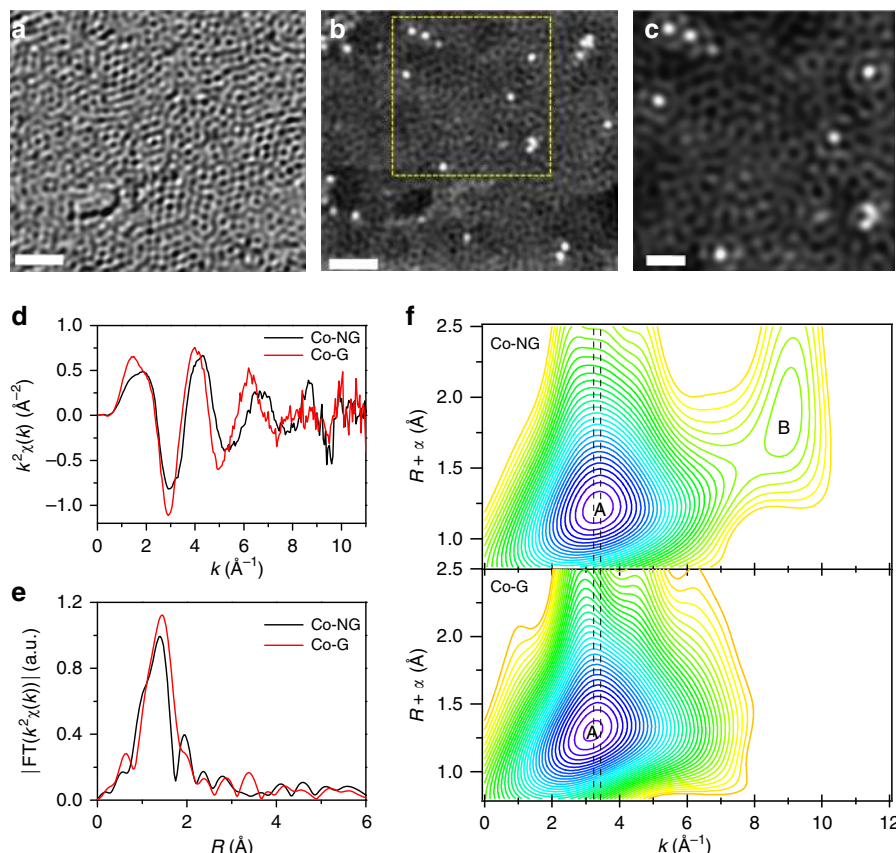 a
b
c
d
1.0
0.5
0.0
−0.5
−1.0
k²χ(k) (Å⁻²)
Co-NG
Co-G
0 2 4 6 8 10
k (Å⁻¹)
e
1.2
0.8
0.4
0.0
|FT(k²χ(k))| (a.u.)
Co-NG
Co-G
0 1 2 3 4 5 6
R (Å)
f
2.5
2.0
1.5
1.0
R + α (Å)
Co-NG
A
B
2.5
2.0
1.5
1.0
R + α (Å)
Co-G
A
0 2 4 6 8 10 12
k (Å⁻¹)